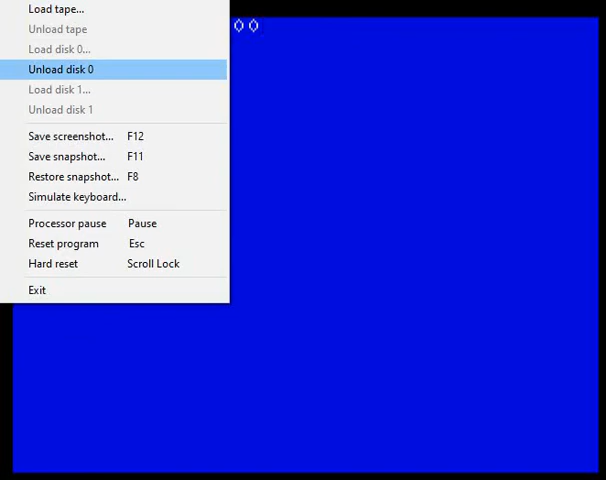 Load tape...
Unload tape
Load disk 0...
Unload disk 0
Load disk 1...
Unload disk 1
Save screenshot... F12
Save snapshot... F11
Restore snapshot... F8
Simulate keyboard...
Processor pause Pause
Reset program Esc
Hard reset Scroll Lock
Exit